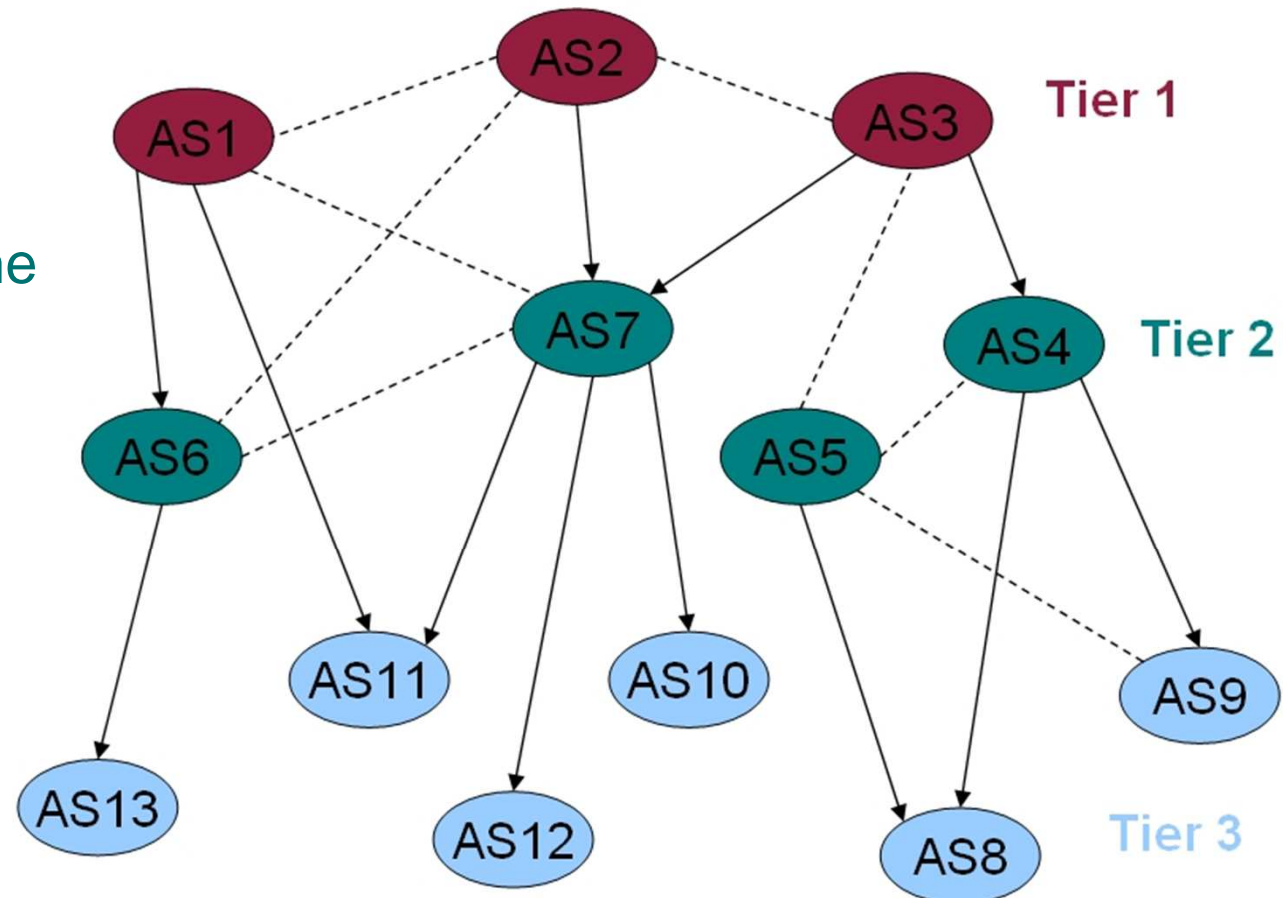 AS2
AS1
AS3
Tier 1
AS7
AS4
Tier 2
AS6
AS5
AS11
AS10
AS9
AS13
AS12
AS8
Tier 3